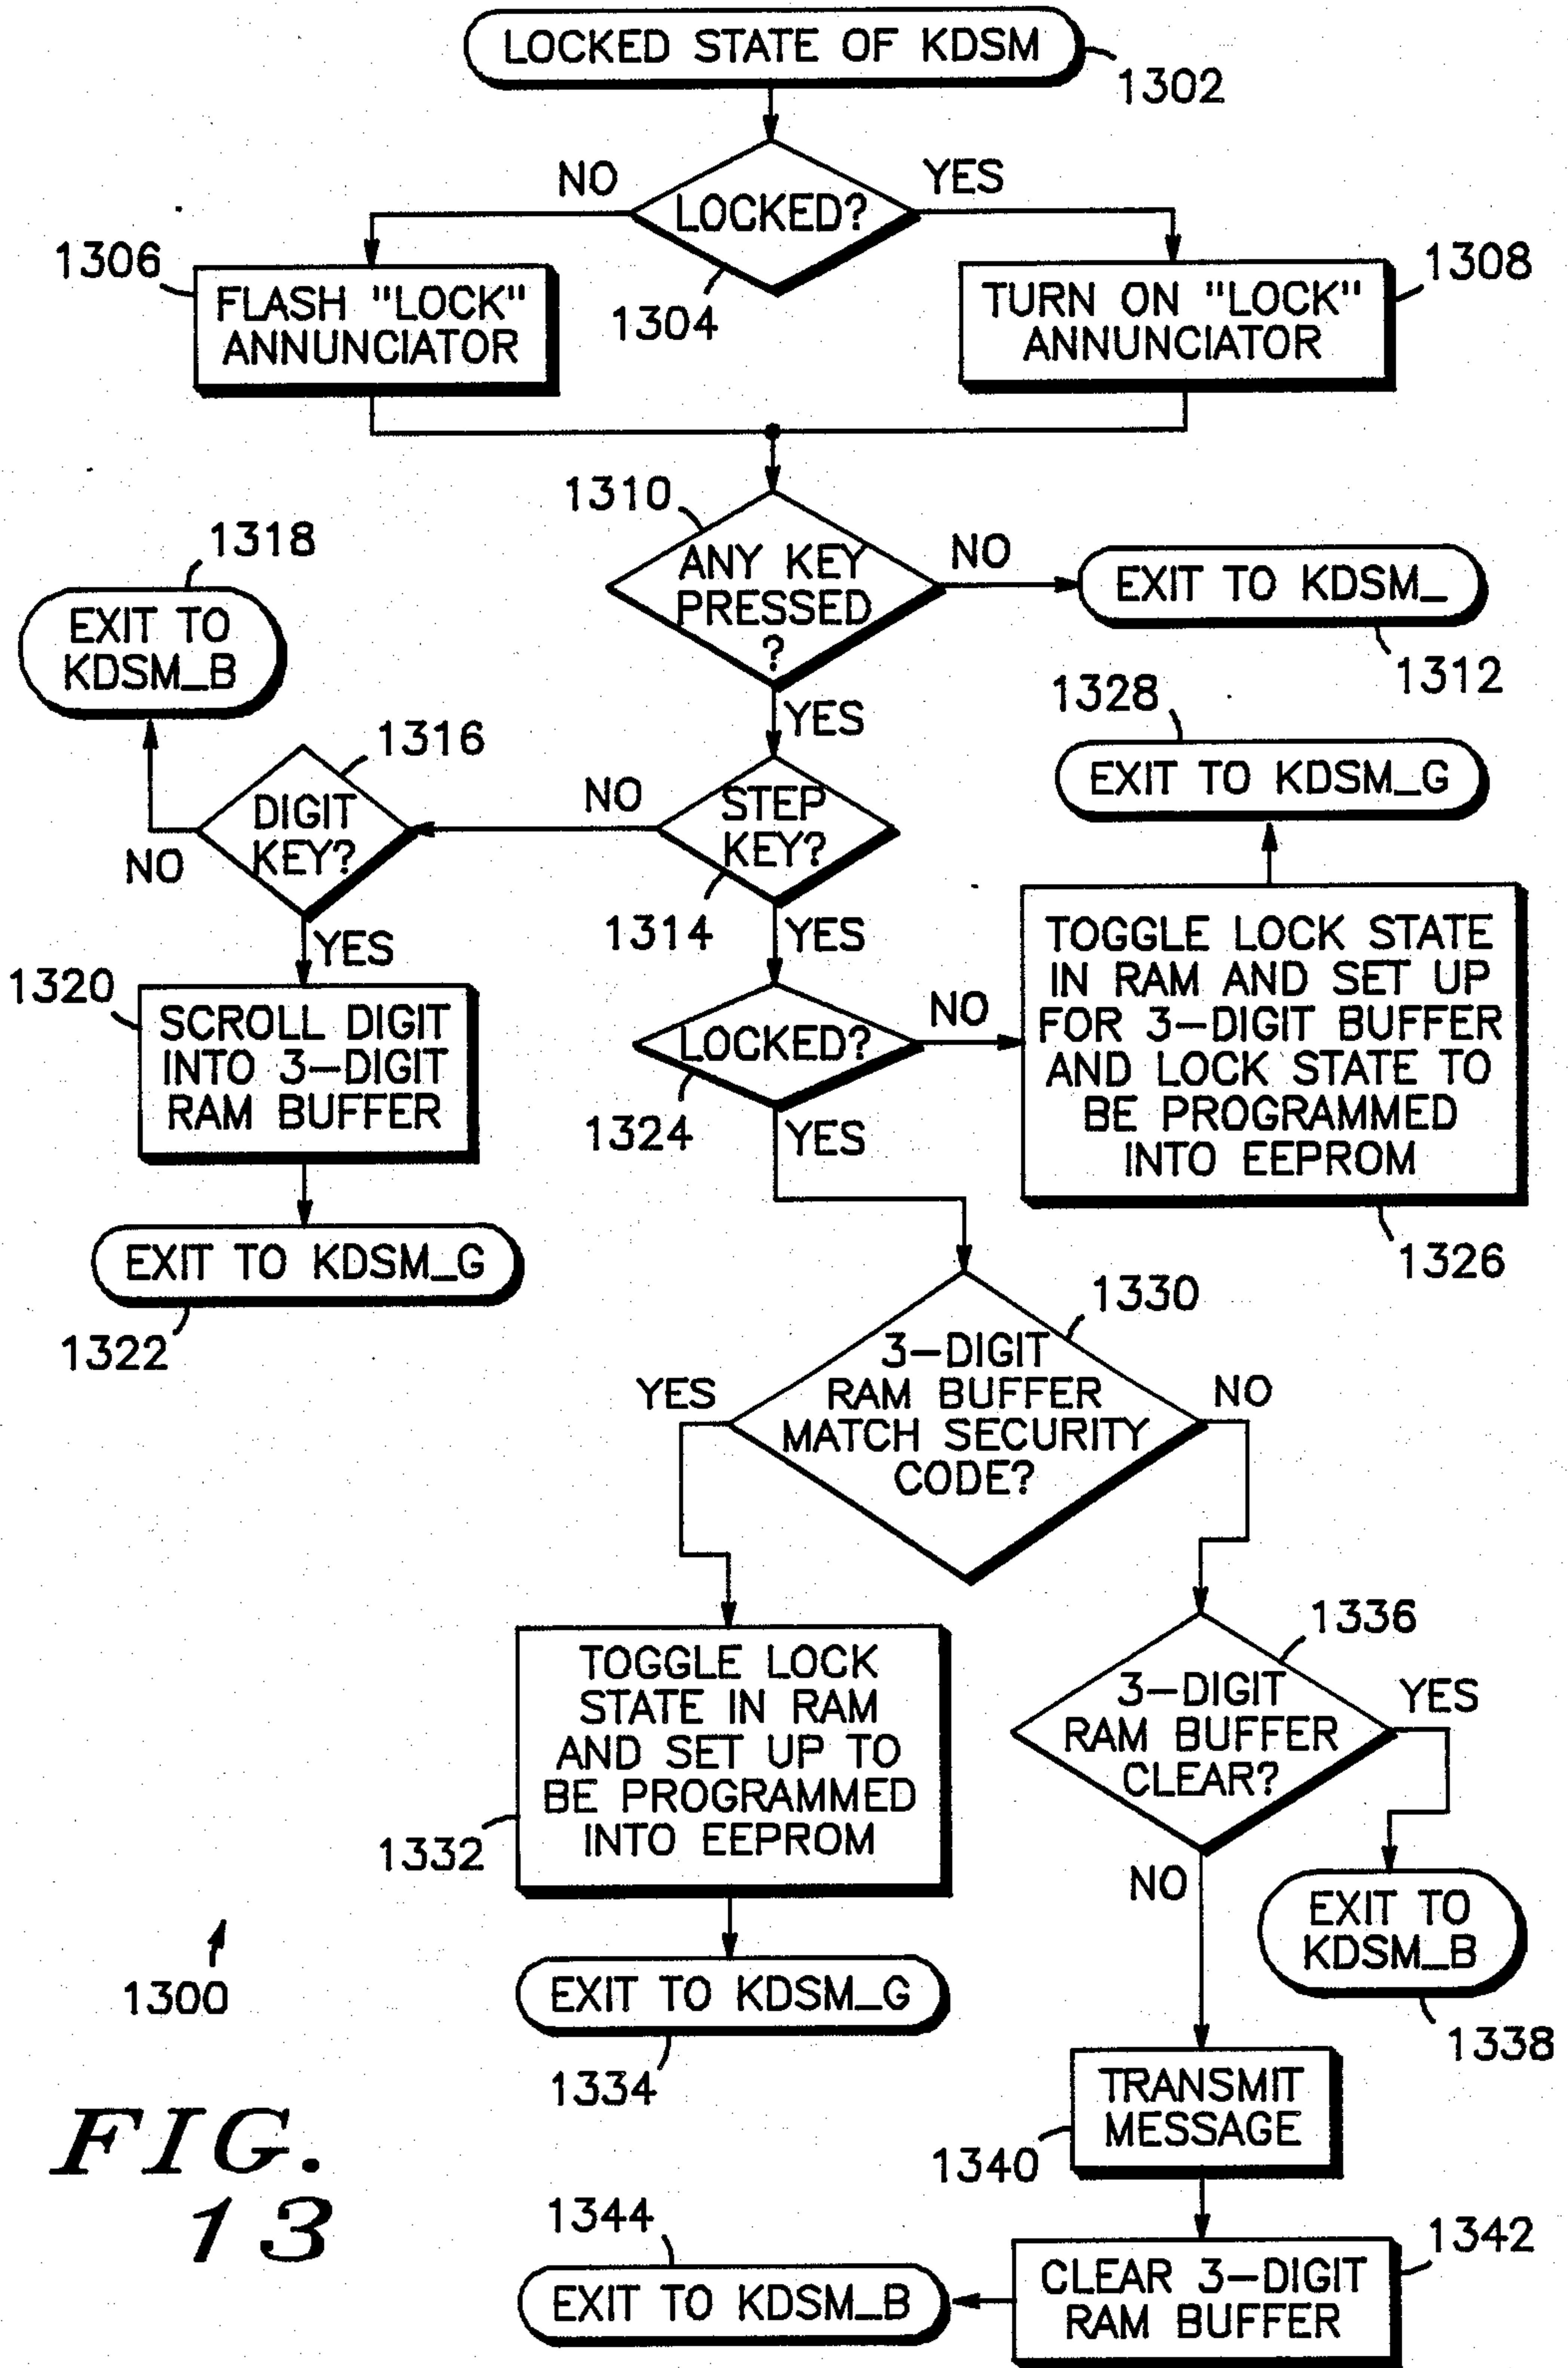 LOCKED STATE OF KDSM
1302
NO
YES
LOCKED?
1304
1306
FLASH "LOCK"
ANNUNCIATOR
1308
TURN ON "LOCK"
ANNUNCIATOR
1310
ANY KEY
PRESSED
?
NO
EXIT TO KDSM_
1312
YES
1318
EXIT TO
KDSM_B
1316
DIGIT
KEY?
NO
NO
STEP
KEY?
1314
YES
1328
EXIT TO KDSM_G
YES
1320
SCROLL DIGIT
INTO 3-DIGIT
RAM BUFFER
EXIT TO KDSM_G
1322
LOCKED?
1324
NO
YES
TOGGLE LOCK STATE
IN RAM AND SET UP
FOR 3-DIGIT BUFFER
AND LOCK STATE TO
BE PROGRAMMED
INTO EEPROM
1326
1330
3-DIGIT
RAM BUFFER
MATCH SECURITY
CODE?
YES
NO
TOGGLE LOCK
STATE IN RAM
AND SET UP TO
BE PROGRAMMED
INTO EEPROM
1332
EXIT TO KDSM_G
1334
1336
3-DIGIT
RAM BUFFER
CLEAR?
YES
NO
EXIT TO
KDSM_B
1338
TRANSMIT
MESSAGE
1340
CLEAR 3-DIGIT
RAM BUFFER
1342
1344
EXIT TO KDSM_B
1300
FIG.
13